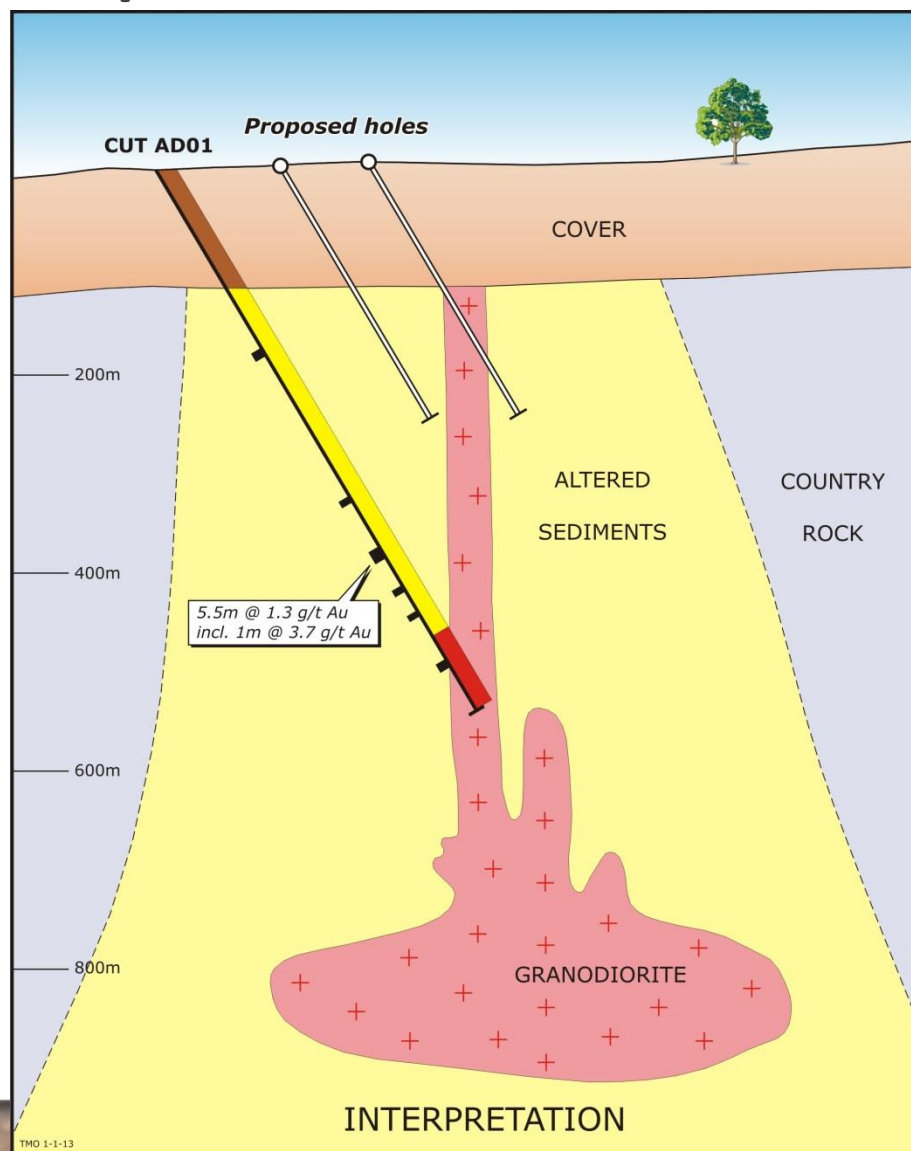 Proposed holes
CUT AD01
COVER
200m
ALTERED
SEDIMENTS
COUNTRY
ROCK
400m
5.5m @ 1.3 g/t Au
incl. 1m @ 3.7 g/t Au
600m
800m
GRANODIORITE
INTERPRETATION
TMO 1-1-13